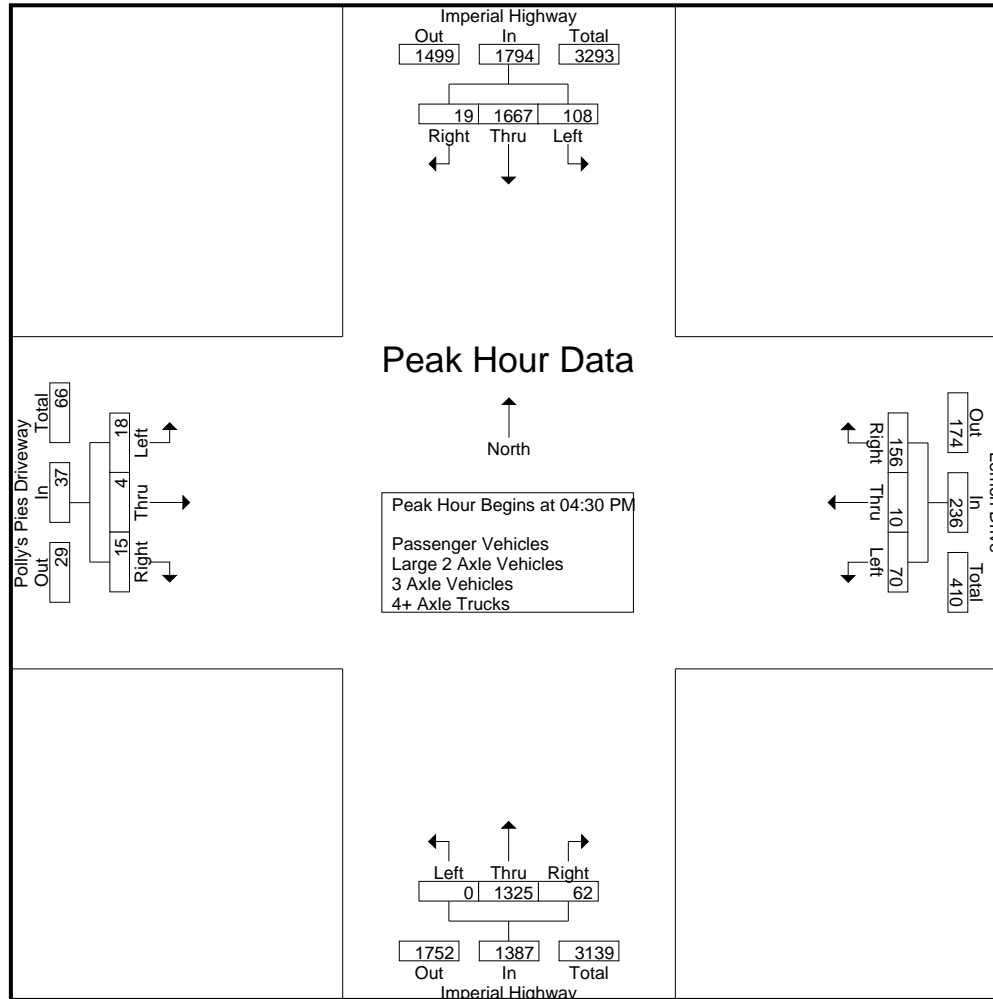 Imperial Highway
Out In Total
1499 1794 3293
19 1667 108
Right Thru Left
Peak Hour Data
North
Peak Hour Begins at 04:30 PM
Passenger Vehicles
Large 2 Axle Vehicles
3 Axle Vehicles
4+ Axle Trucks
Polly's Pies Driveway
Out In Total
29 37 66
15 4 18
Right Thru Left
Right Thru Left
156 10 70
174 236 410
Out In Total
Drive
Left Thru Right
0 1325 62
1752 1387 3139
Out In Total
Imperial Highway